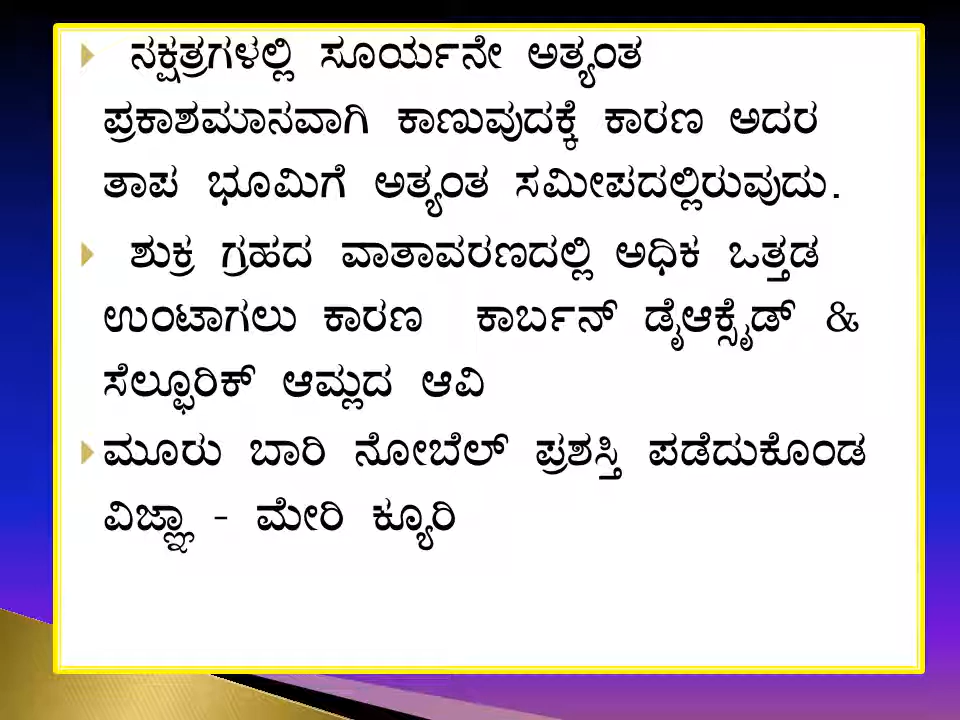 ನಕ್ಷತ್ರಗಳಲ್ಲಿ ಸೂರ್ಯನೇ ಅತ್ಯಂತ
ಪ್ರಕಾಶಮಾನವಾಗಿ ಕಾಣುವುದಕ್ಕೆ ಕಾರಣ ಅದರ
ತಾಪ ಭೂಮಿಗೆ ಅತ್ಯಂತ ಸಮೀಪದಲ್ಲಿರುವುದು.
ಶುಕ್ರ ಗ್ರಹದ ವಾತಾವರಣದಲ್ಲಿ ಅಧಿಕ ಒತ್ತಡ
ಉಂಟಾಗಲು ಕಾರಣ ಕಾರ್ಬನ್ ಡೈಆಕ್ಸೈಡ್ &
ಸೆಲ್ಫೂರಿಕ್ ಆಮ್ಲದ ಆವಿ
ಮೂರು ಬಾರಿ ನೋಬೆಲ್ ಪ್ರಶಸ್ತಿ ಪಡೆದುಕೊಂಡ
ವಿಜ್ಞಾನಿ - ಮೇರಿ ಕ್ಯೂರಿ